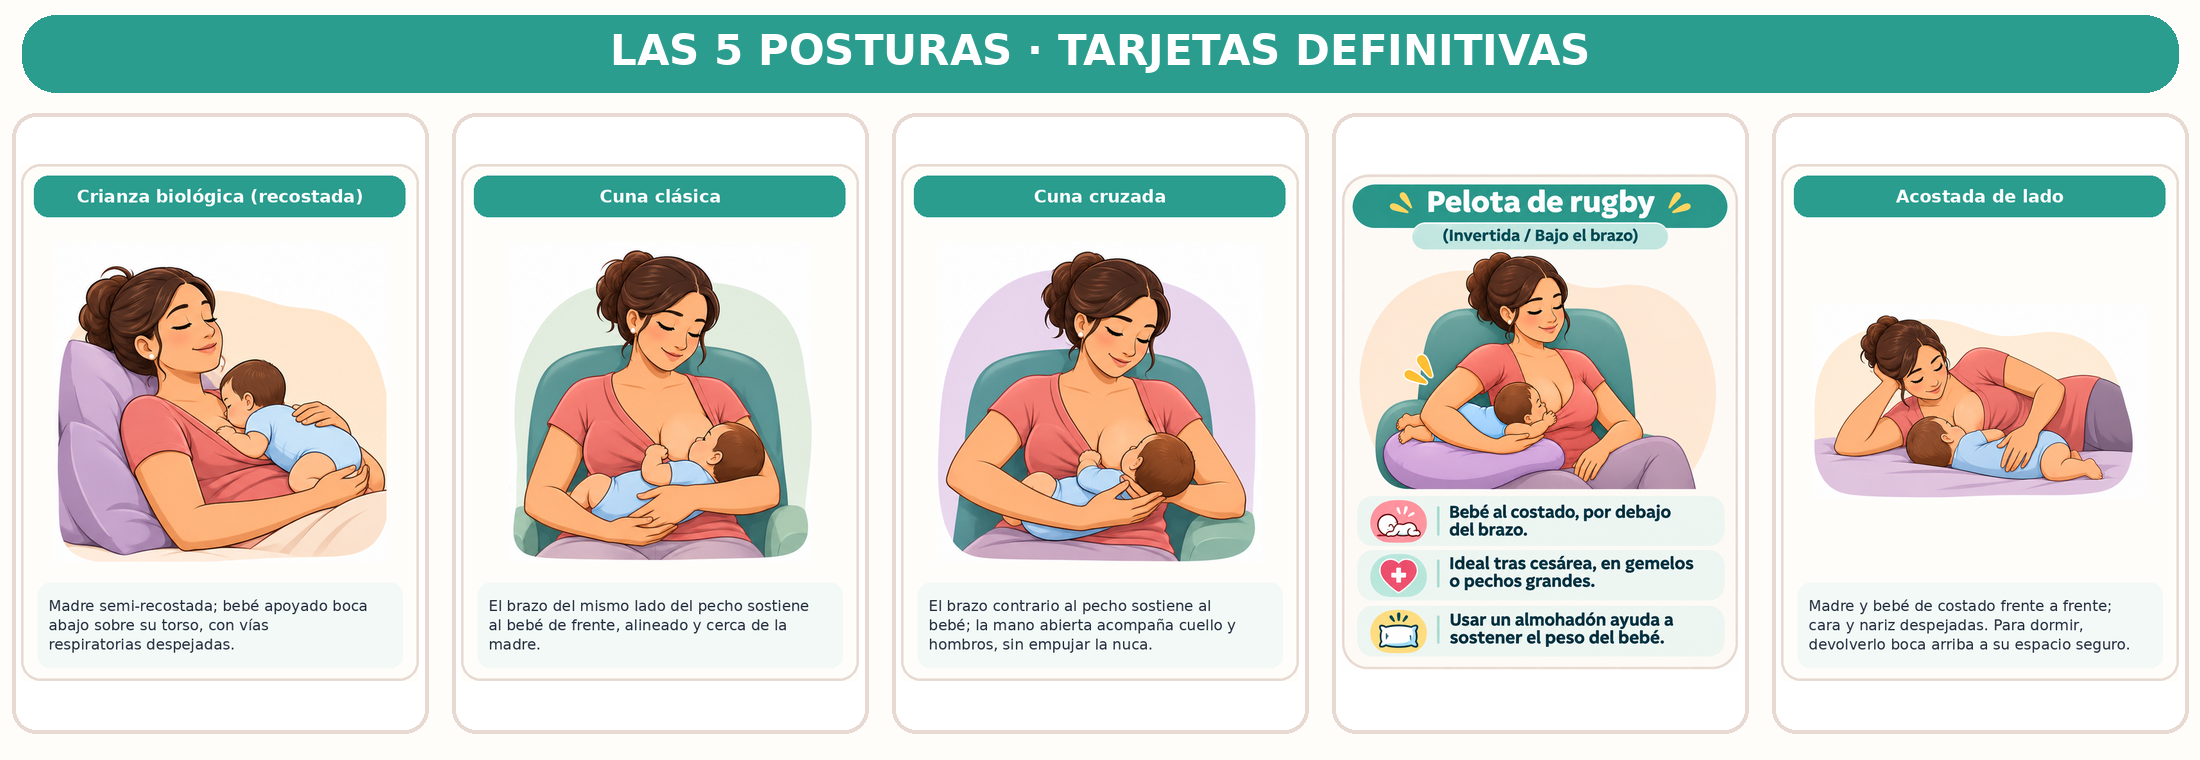 LAS 5 POSTURAS · TARJETAS DEFINITIVAS
Crianza biológica (recostada)
Madre semi-recostada; bebé apoyado boca
abajo sobre su torso, con vías
respiratorias despejadas.
Cuna clásica
El brazo del mismo lado del pecho sostiene
al bebé de frente, alineado y cerca de la
madre.
Cuna cruzada
El brazo contrario al pecho sostiene al
bebé; la mano abierta acompaña cuello y
hombros, sin empujar la nuca.
Pelota de rugby
(Invertida / Bajo el brazo)
Bebé al costado, por debajo
del brazo.
Ideal tras cesárea, en gemelos
o pechos grandes.
Usar un almohadón ayuda a
sostener el peso del bebé.
Acostada de lado
Madre y bebé de costado frente a frente;
cara y nariz despejadas. Para dormir,
devolverlo boca arriba a su espacio seguro.